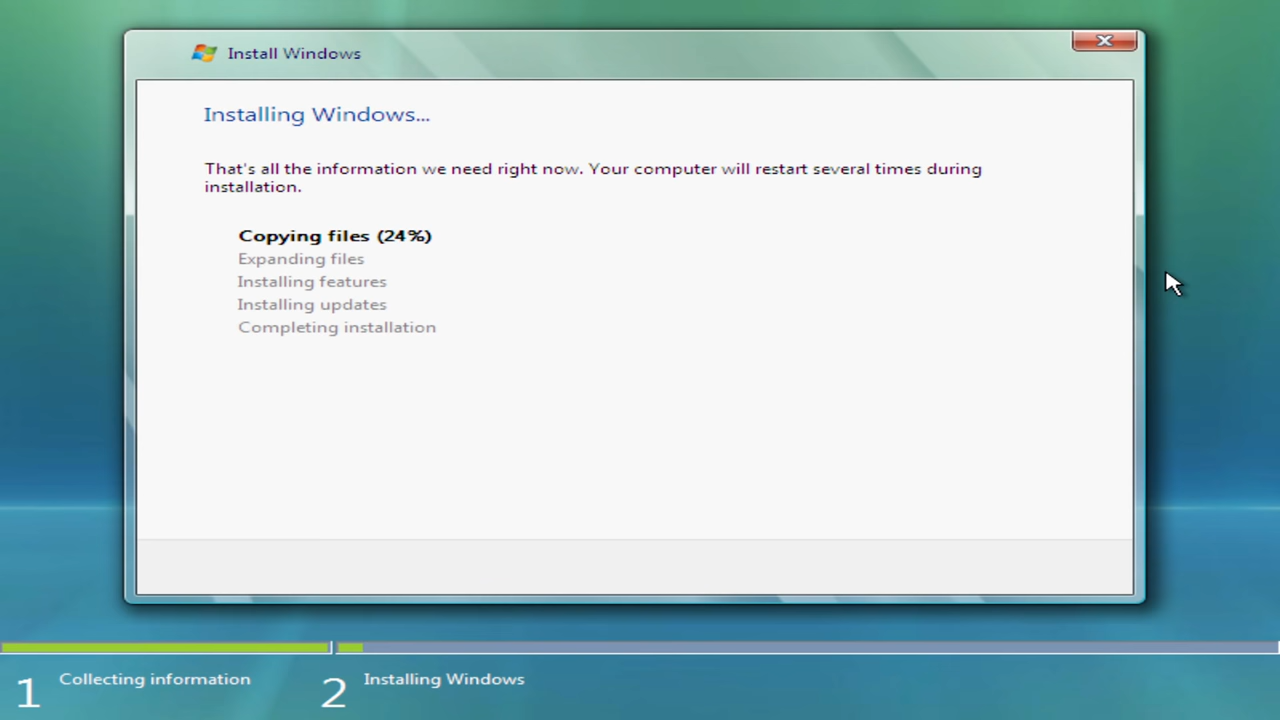 Install Windows
Installing Windows...
That's all the information we need right now. Your computer will restart several times during
installation.
Copying files (24%)
Expanding files
Installing features
Installing updates
Completing installation
1 Collecting information
2 Installing Windows